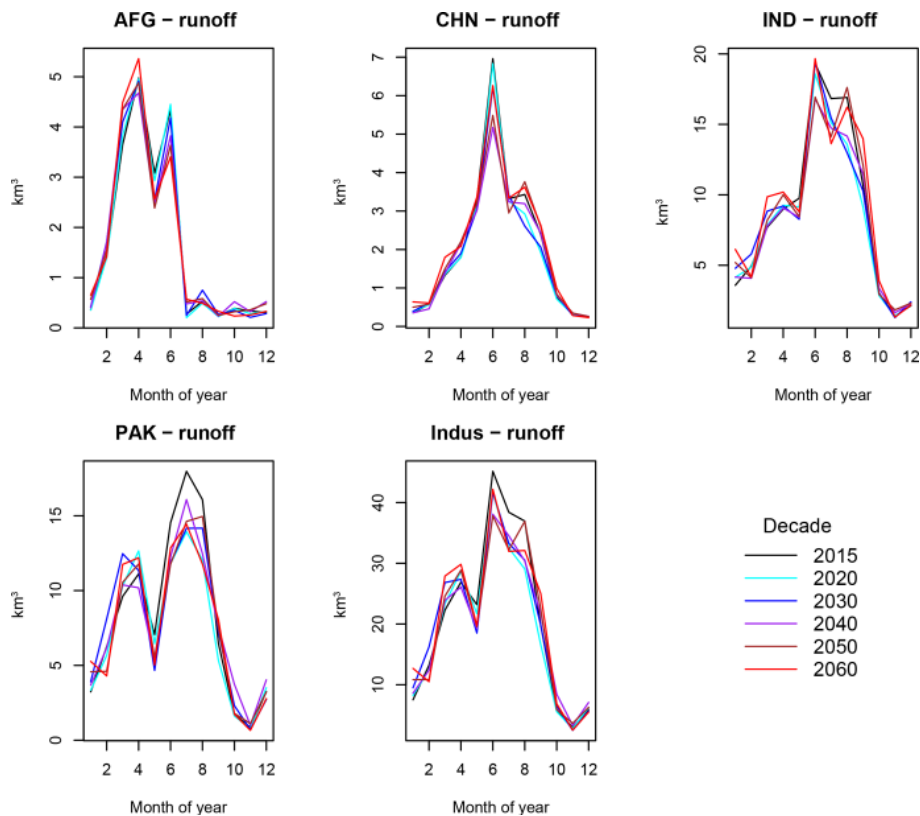 AFG − runoff
km³
0
1
2
3
4
5
2 4 6 8 10 12
Month of year
CHN − runoff
km³
0
1
2
3
4
5
6
7
2 4 6 8 10 12
Month of year
IND − runoff
km³
5
10
15
20
2 4 6 8 10 12
Month of year
PAK − runoff
km³
0
5
10
15
2 4 6 8 10 12
Month of year
Indus − runoff
km³
10
20
30
40
2 4 6 8 10 12
Month of year
Decade
2015
2020
2030
2040
2050
2060